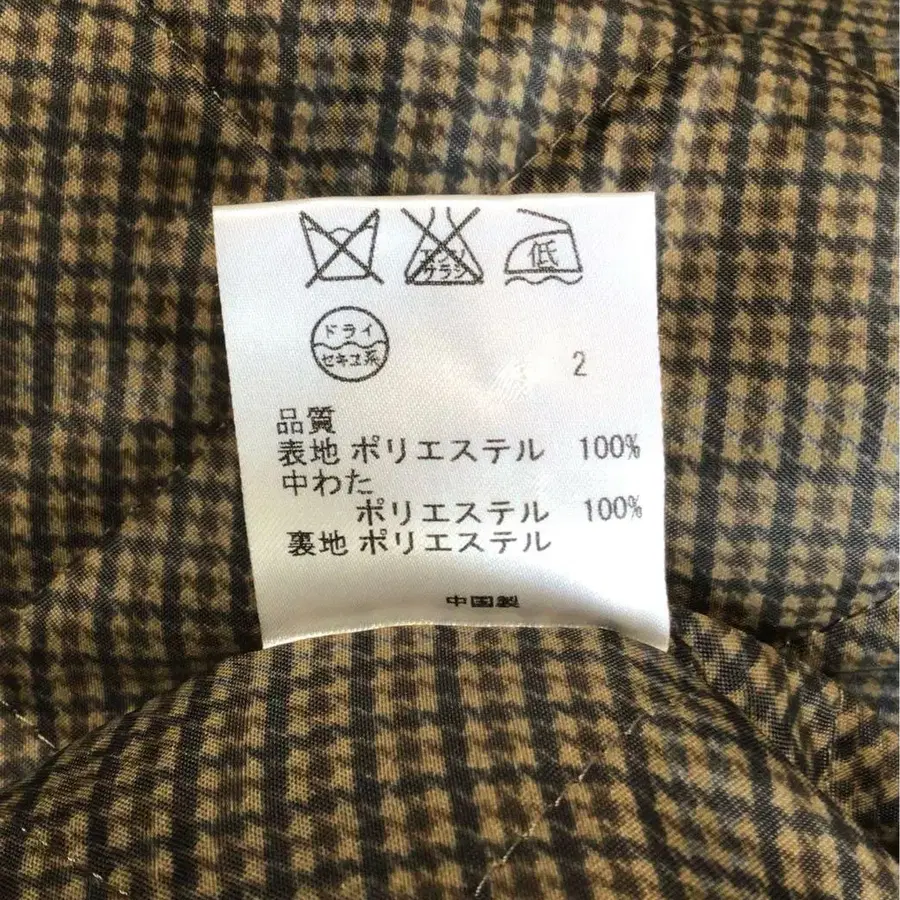 エンソ
サラシ
低
ドライ
セキユ系
2
品質
表地 ポリエステル 100%
中わた
ポリエステル 100%
裏地 ポリエステル
中国製